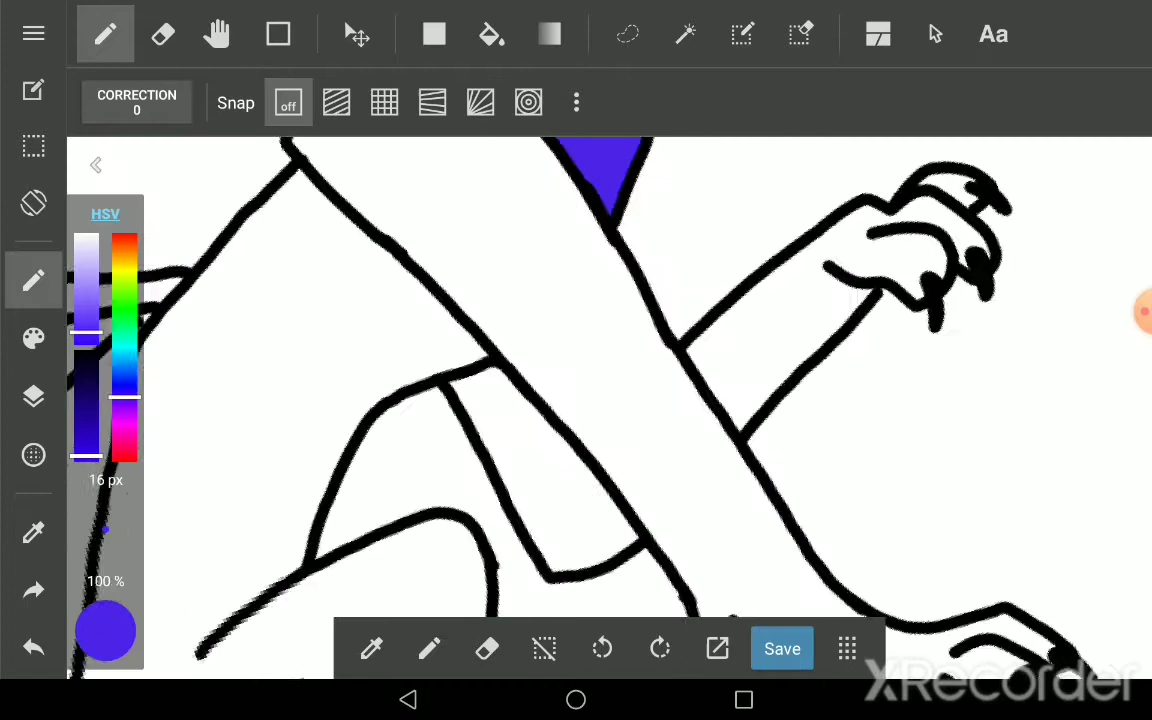 Aa
CORRECTION
0
Snap
off
HSV
16 px
100 %
Save
XRecorder